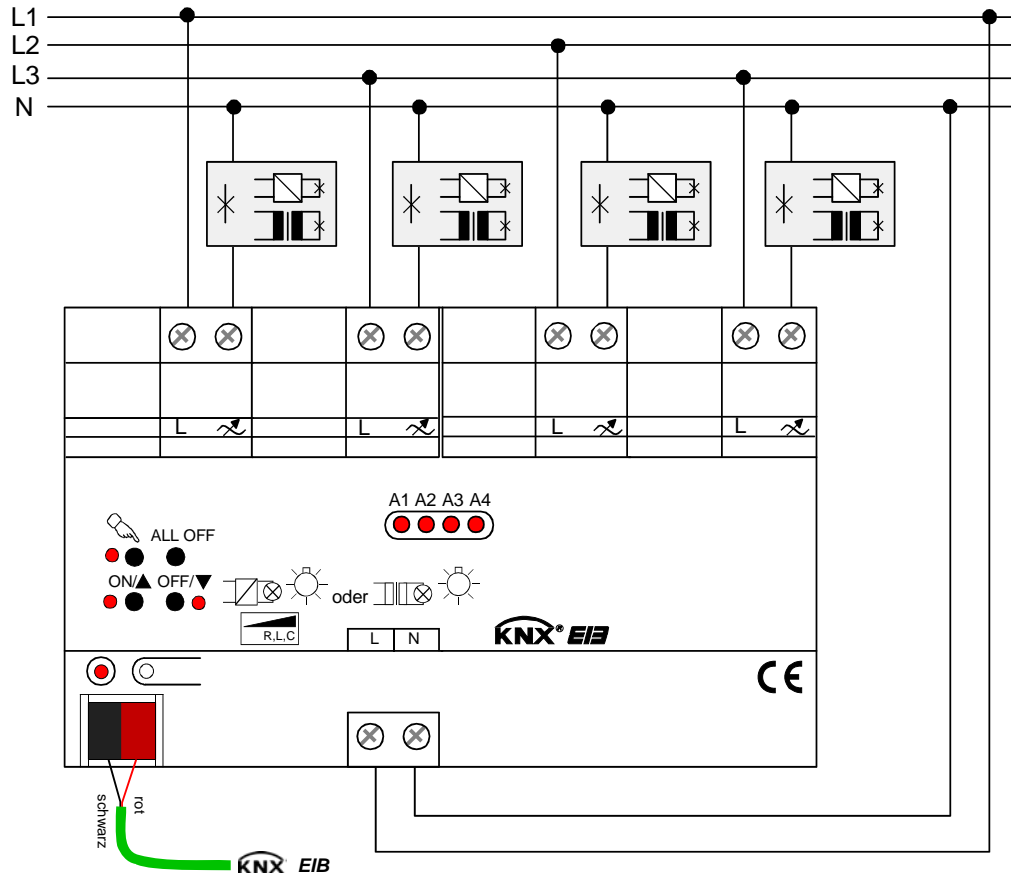 L1
L2
L3
N
L L L L
A1 A2 A3 A4
ALL OFF
ON/▲ OFF/▼
oder
R,L,C
L N
KNX® EIB
CE
rot
schwarz
KNX EIB